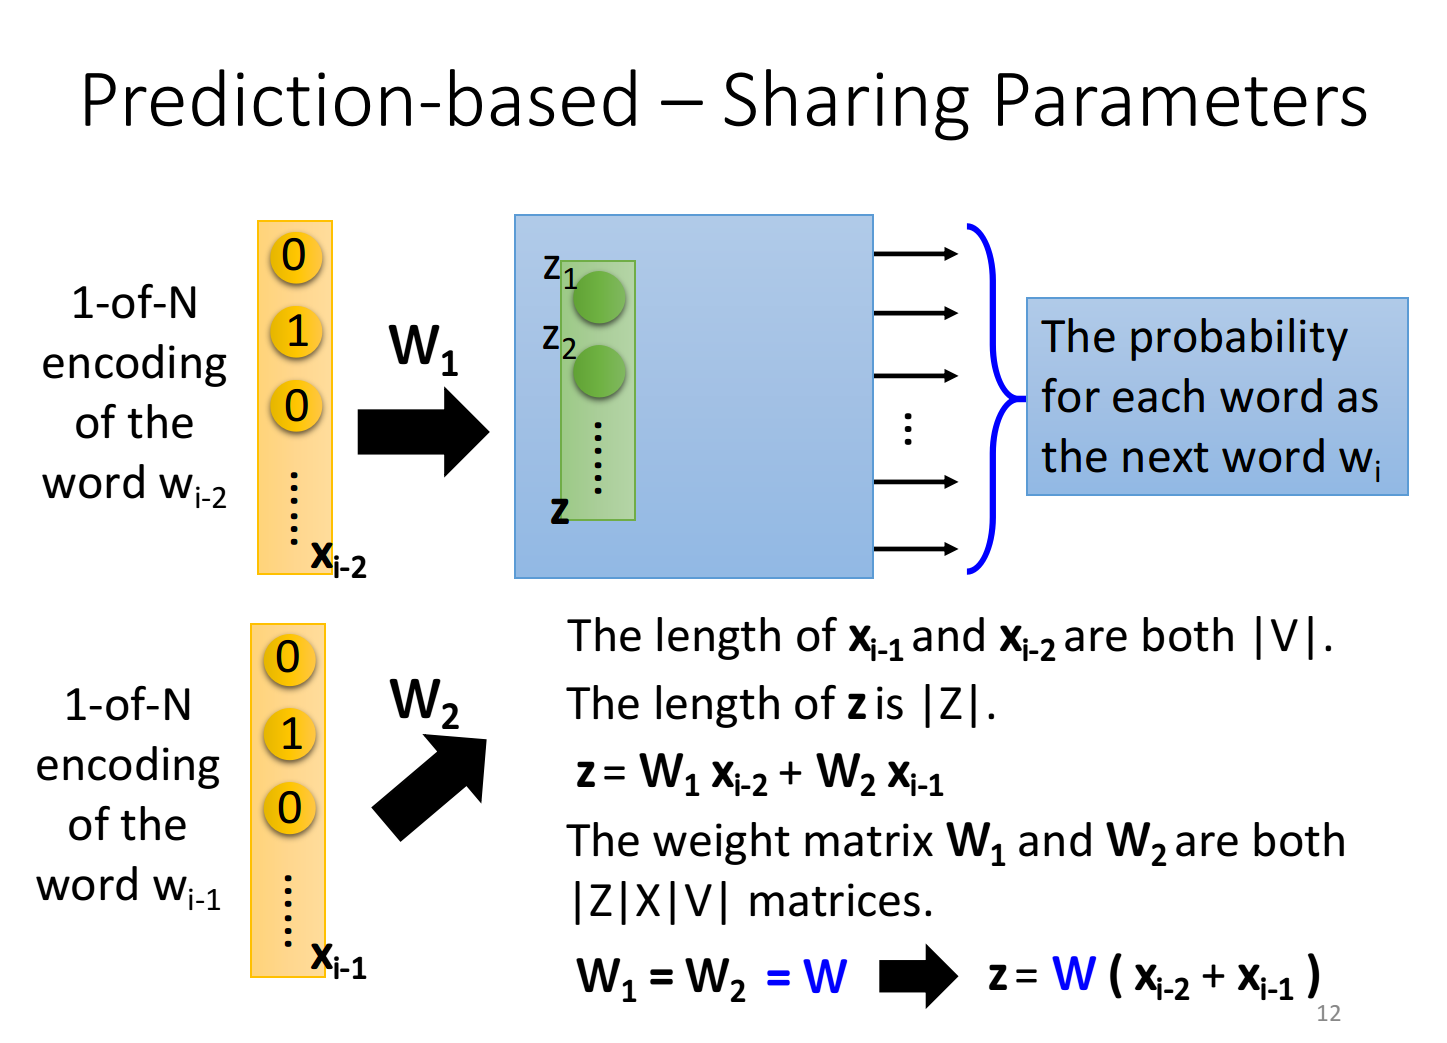 Prediction-based – Sharing Parameters
1-of-N
encoding
of the
word w_{i-2}
0
1
0
……
x_{i-2}
W_1
z_1
z_2
……
z
…
The probability
for each word as
the next word w_i
1-of-N
encoding
of the
word w_{i-1}
0
1
0
……
x_{i-1}
W_2
The length of x_{i-1} and x_{i-2} are both |V|.
The length of z is |Z|.
z = W_1 x_{i-2} + W_2 x_{i-1}
The weight matrix W_1 and W_2 are both
|Z|X|V| matrices.
W_1 = W_2 = W
z = W ( x_{i-2} + x_{i-1} )
12